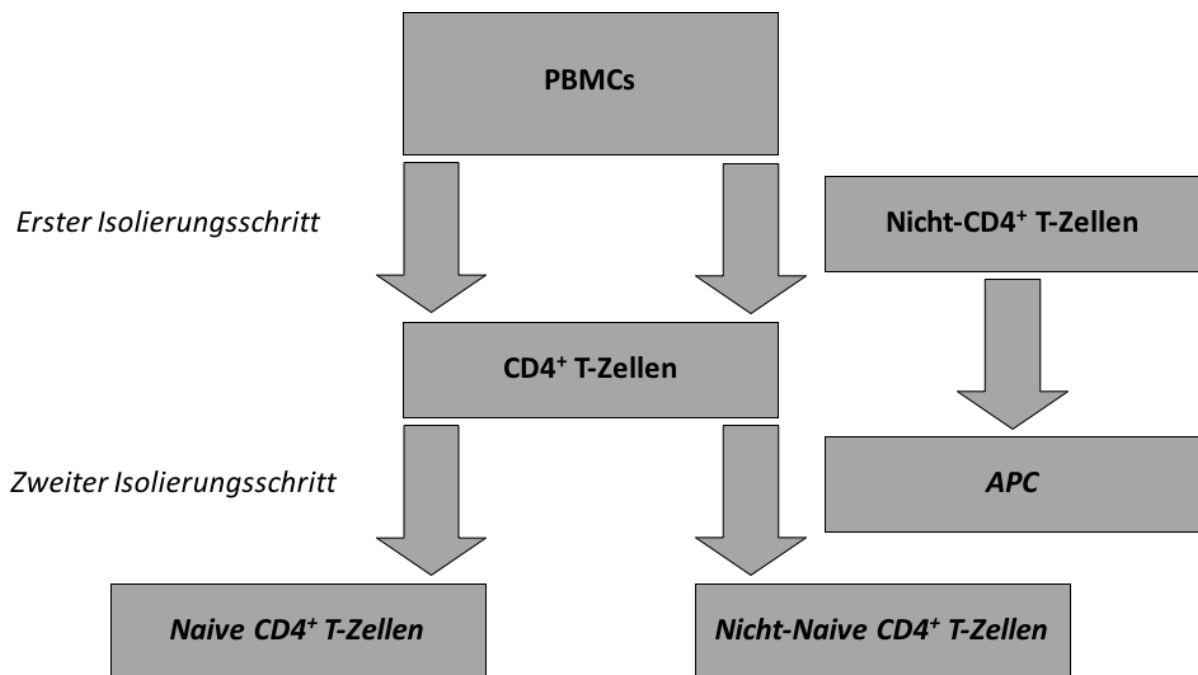 PBMCs
Erster Isolierungsschritt
Nicht-CD4⁺ T-Zellen
CD4⁺ T-Zellen
Zweiter Isolierungsschritt
APC
Naive CD4⁺ T-Zellen
Nicht-Naive CD4⁺ T-Zellen